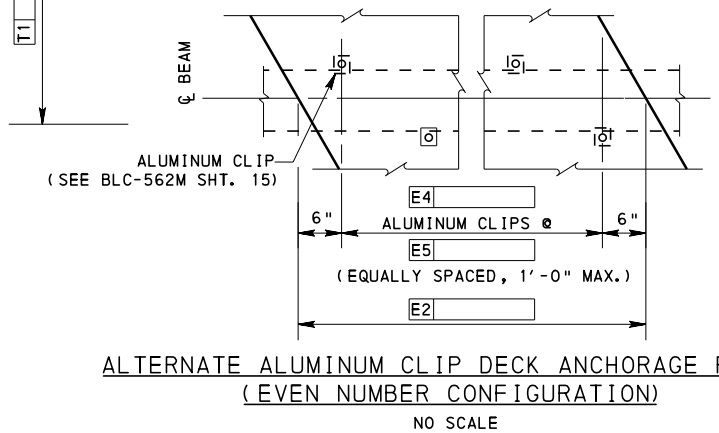 T1
℄ BEAM
ALUMINUM CLIP
(SEE BLC-562M SHT. 15)
E4
6" ALUMINUM CLIPS @ 6"
E5
(EQUALLY SPACED, 1'-0" MAX.)
E2
ALTERNATE ALUMINUM CLIP DECK ANCHORAGE
(EVEN NUMBER CONFIGURATION)
NO SCALE